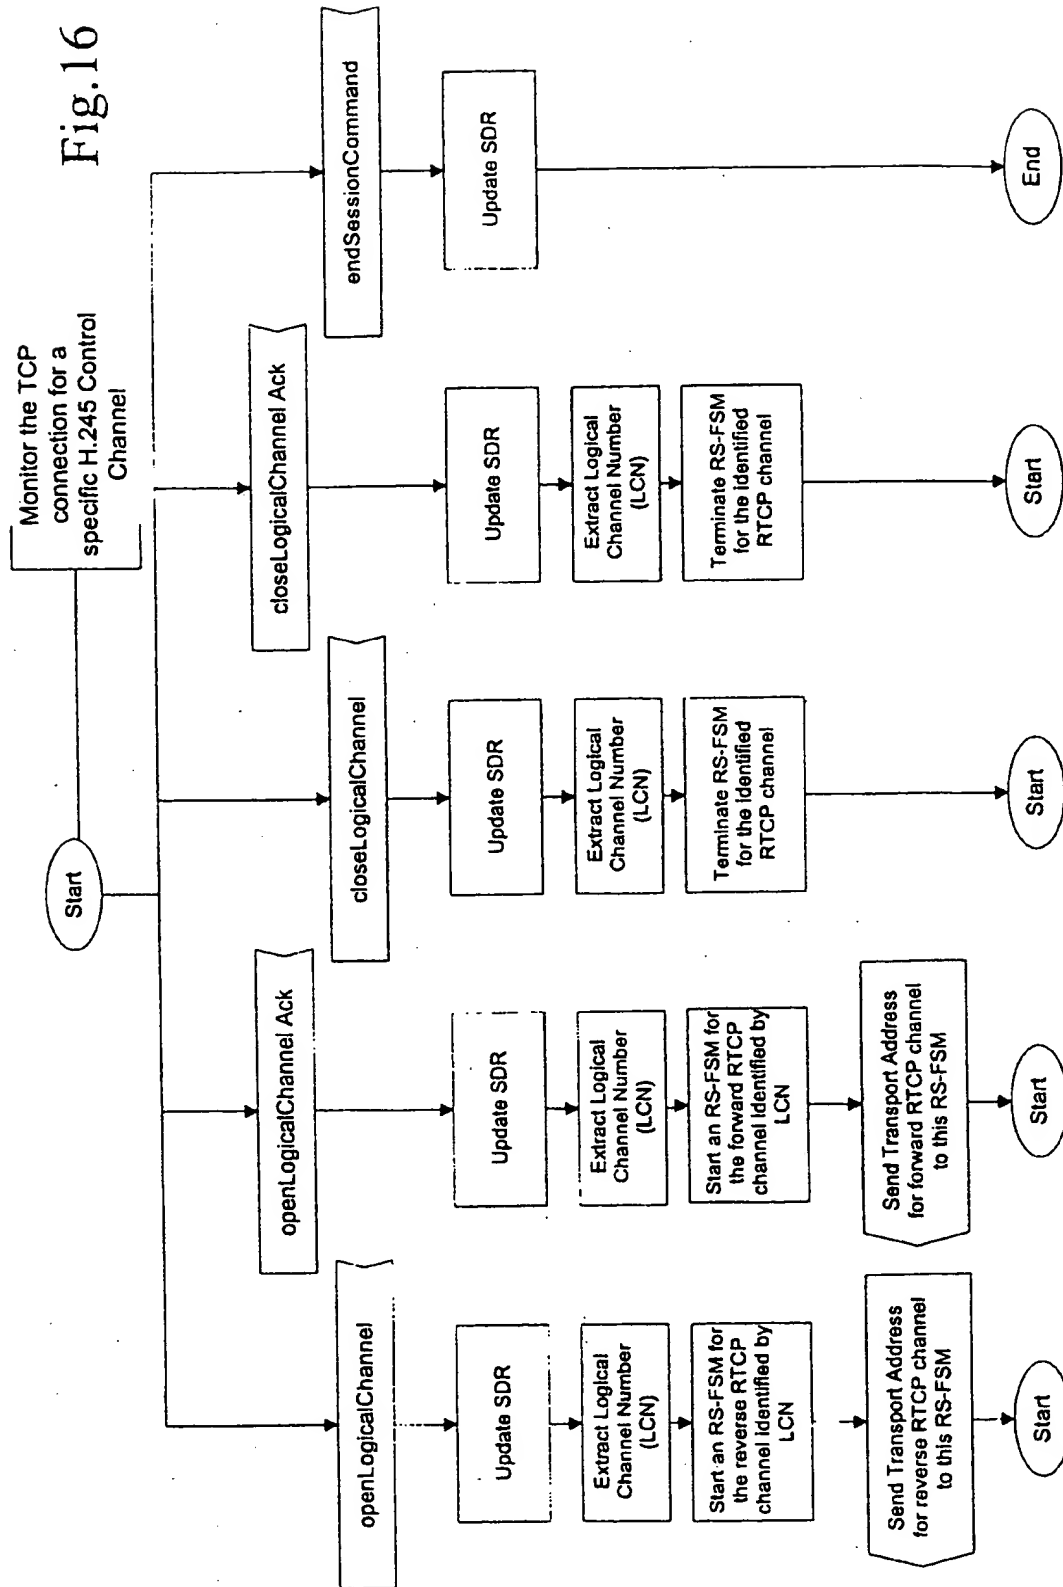 Fig.16
Monitor the TCP
connection for a
specific H.245 Control
Channel
Start
openLogicalChannel
Update SDR
Extract Logical
Channel Number
(LCN)
Start an RS-FSM for
the reverse RTCP
channel identified by
LCN
Send Transport Address
for reverse RTCP channel
to this RS-FSM
Start
openLogicalChannel Ack
Update SDR
Extract Logical
Channel Number
(LCN)
Start an RS-FSM for
the forward RTCP
channel identified by
LCN
Send Transport Address
for forward RTCP channel
to this RS-FSM
Start
closeLogicalChannel
Update SDR
Extract Logical
Channel Number
(LCN)
Terminate RS-FSM
for the identified
RTCP channel
Start
closeLogicalChannel Ack
Update SDR
Extract Logical
Channel Number
(LCN)
Terminate RS-FSM
for the identified
RTCP channel
Start
endSessionCommand
Update SDR
End